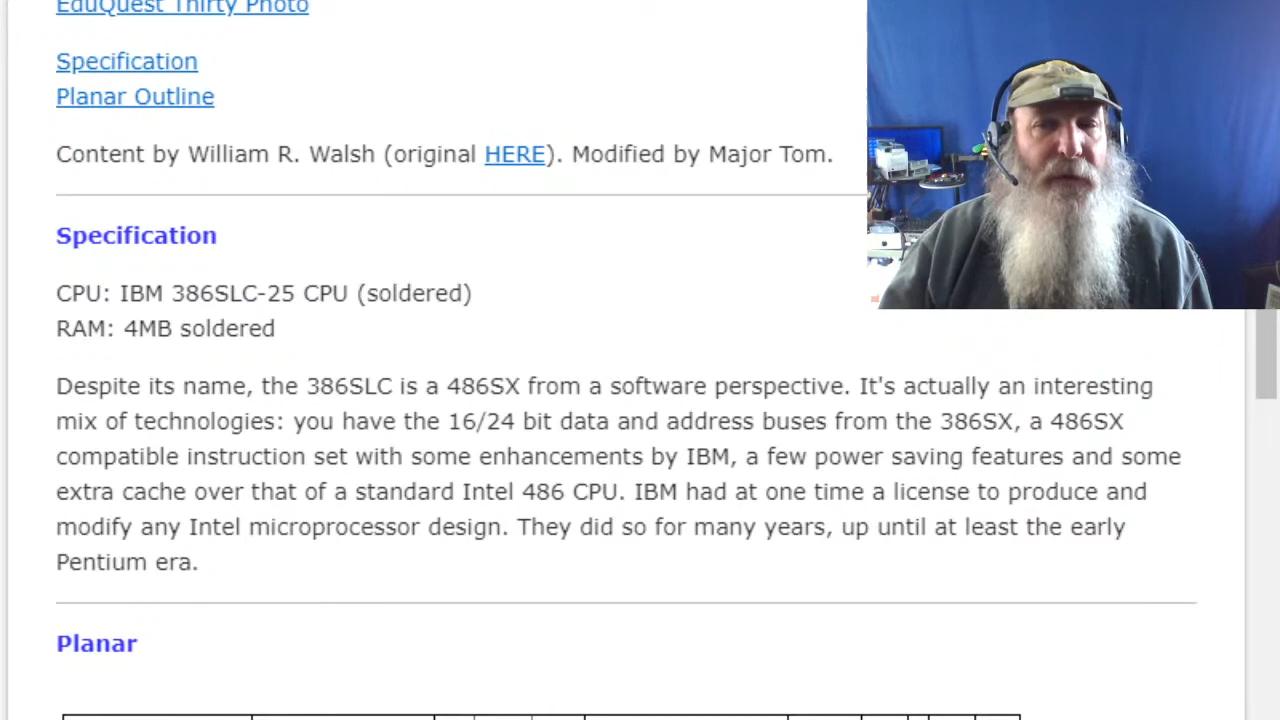 EduQuest Thirty Photo
Specification
Planar Outline
Content by William R. Walsh (original HERE). Modified by Major Tom.
Specification
CPU: IBM 386SLC-25 CPU (soldered)
RAM: 4MB soldered
Despite its name, the 386SLC is a 486SX from a software perspective. It's actually an interesting
mix of technologies: you have the 16/24 bit data and address buses from the 386SX, a 486SX
compatible instruction set with some enhancements by IBM, a few power saving features and some
extra cache over that of a standard Intel 486 CPU. IBM had at one time a license to produce and
modify any Intel microprocessor design. They did so for many years, up until at least the early
Pentium era.
Planar